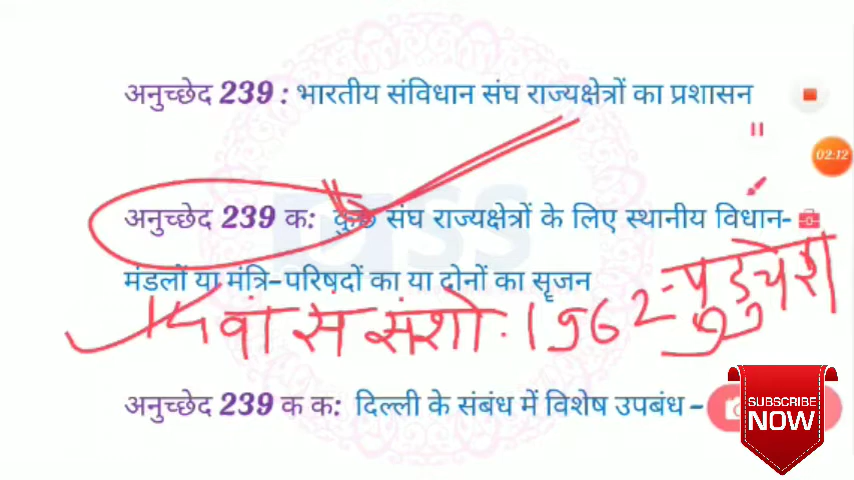 अनुच्छेद 239 : भारतीय संविधान संघ राज्यक्षेत्रों का प्रशासन
02:12
अनुच्छेद 239 क: कुछ संघ राज्यक्षेत्रों के लिए स्थानीय विधान-
मंडलों या मंत्रि-परिषदों का या दोनों का सृजन
वां स संशो. 1962 - पुडुचेरी
अनुच्छेद 239 क क: दिल्ली के संबंध में विशेष उपबंध -
SUBSCRIBE
NOW